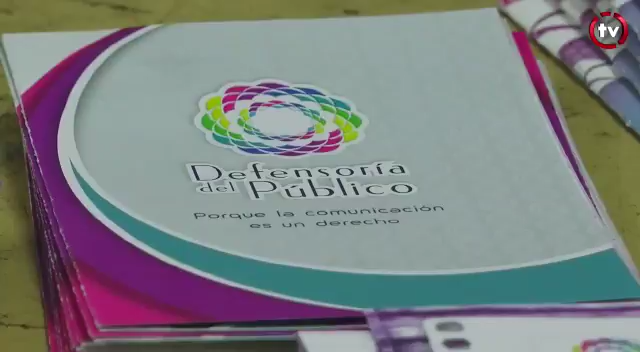 tv
Defensoría
del Público
Porque la comunicación
es un derecho